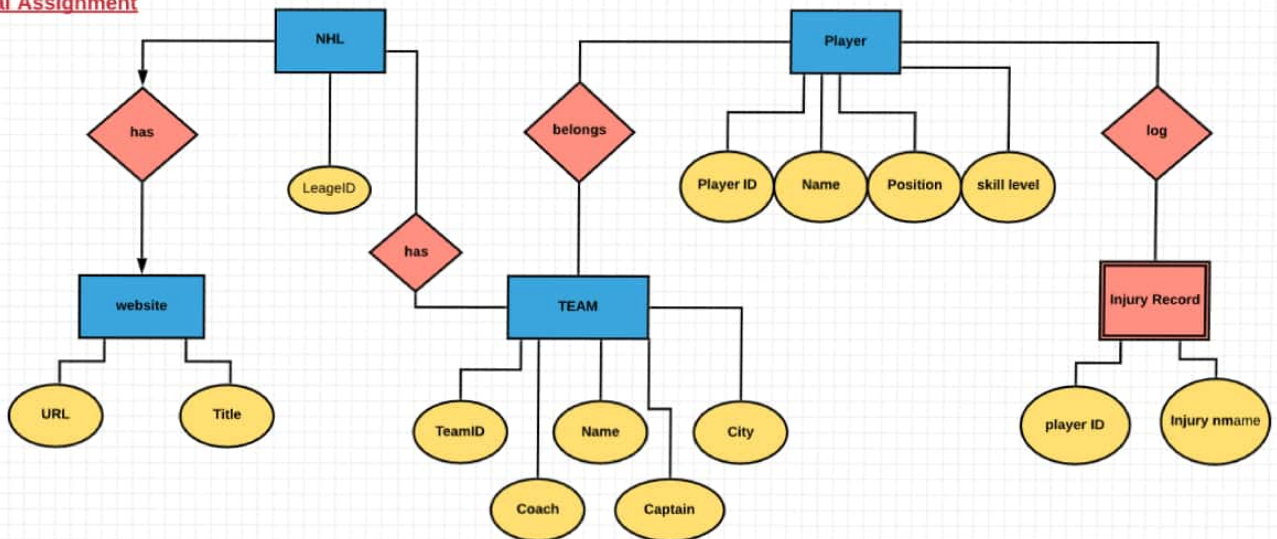 al Assignment
NHL
Player
has
belongs
log
LeageID
Player ID
Name
Position
skill level
has
website
TEAM
Injury Record
URL
Title
TeamID
Name
City
player ID
Injury nmame
Coach
Captain